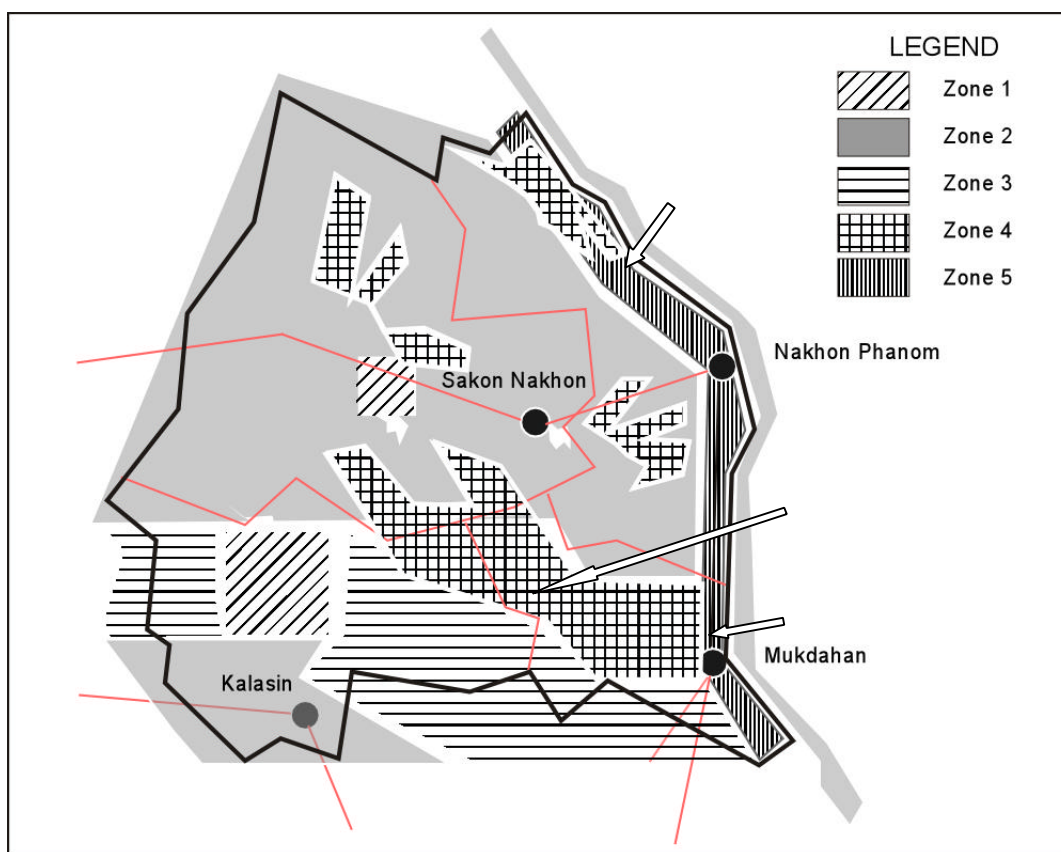 LEGEND
Zone 1
Zone 2
Zone 3
Zone 4
Zone 5
Nakhon Phanom
Sakon Nakhon
Mukdahan
Kalasin